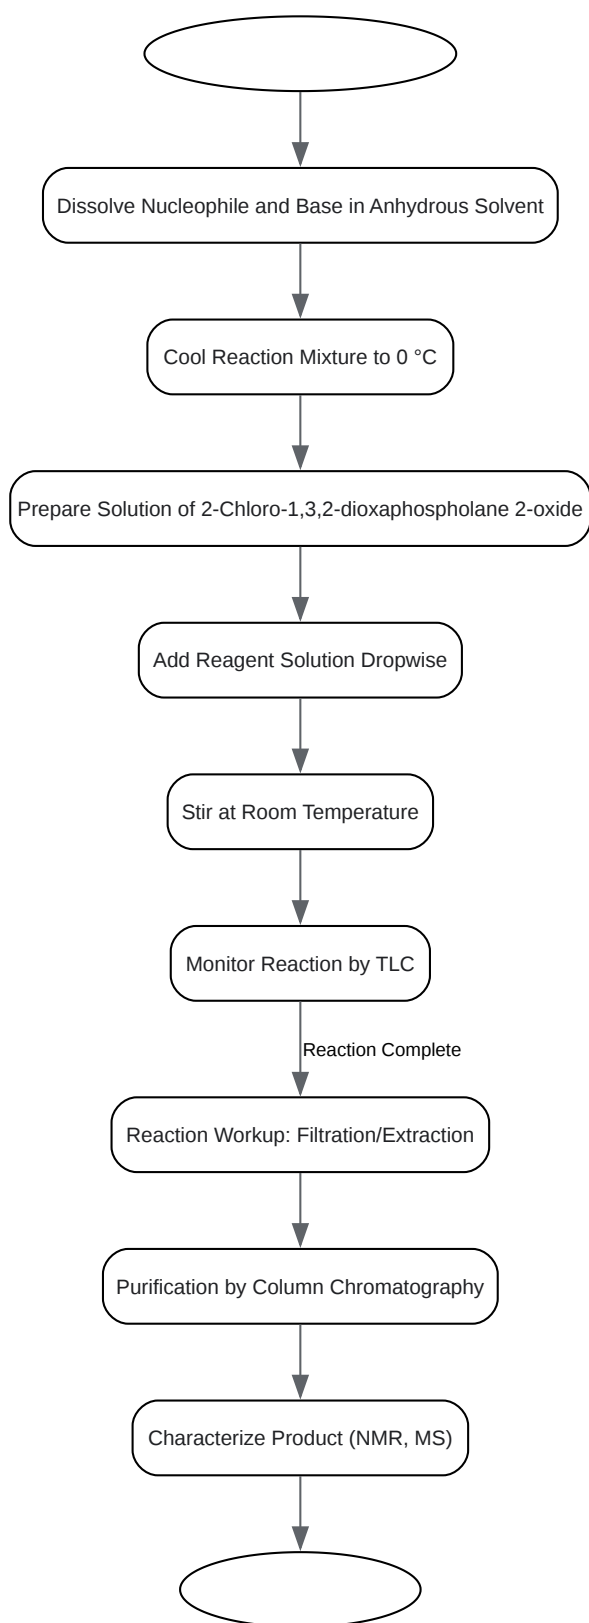 Dissolve Nucleophile and Base in Anhydrous Solvent
Cool Reaction Mixture to 0 °C
Prepare Solution of 2-Chloro-1,3,2-dioxaphospholane 2-oxide
Add Reagent Solution Dropwise
Stir at Room Temperature
Monitor Reaction by TLC
Reaction Complete
Reaction Workup: Filtration/Extraction
Purification by Column Chromatography
Characterize Product (NMR, MS)